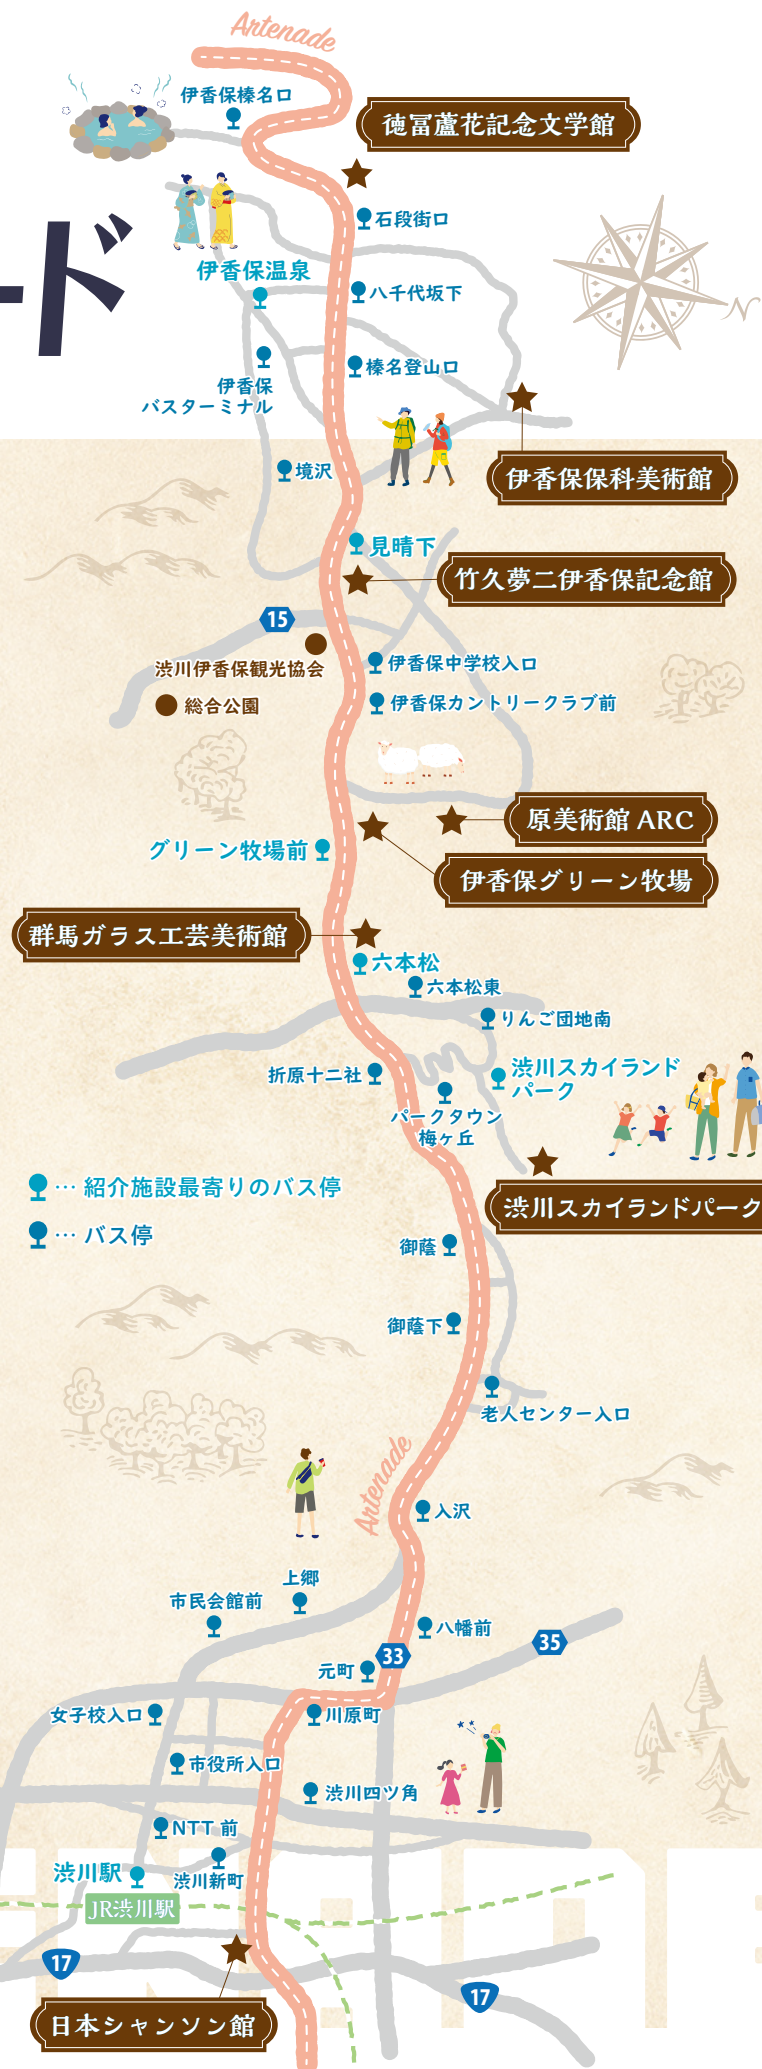 Artenade
伊香保榛名口
徳冨蘆花記念文学館
石段街口
ード
伊香保温泉
八千代坂下
N
榛名登山口
伊香保
バスターミナル
境沢
伊香保保科美術館
見晴下
竹久夢二伊香保記念館
15
渋川伊香保観光協会
伊香保中学校入口
総合公園
伊香保カントリークラブ前
原美術館 ARC
グリーン牧場前
伊香保グリーン牧場
群馬ガラス工芸美術館
六本松
六本松東
りんご団地南
折原十二社
渋川スカイランド
パーク
パークタウン
梅ヶ丘
… 紹介施設最寄りのバス停
渋川スカイランドパーク
… バス停
御蔭
御蔭下
老人センター入口
Artenade
入沢
上郷
市民会館前
八幡前
35
33
元町
女子校入口
川原町
市役所入口
渋川四ツ角
NTT 前
渋川駅
渋川新町
JR渋川駅
17
17
日本シャンソン館